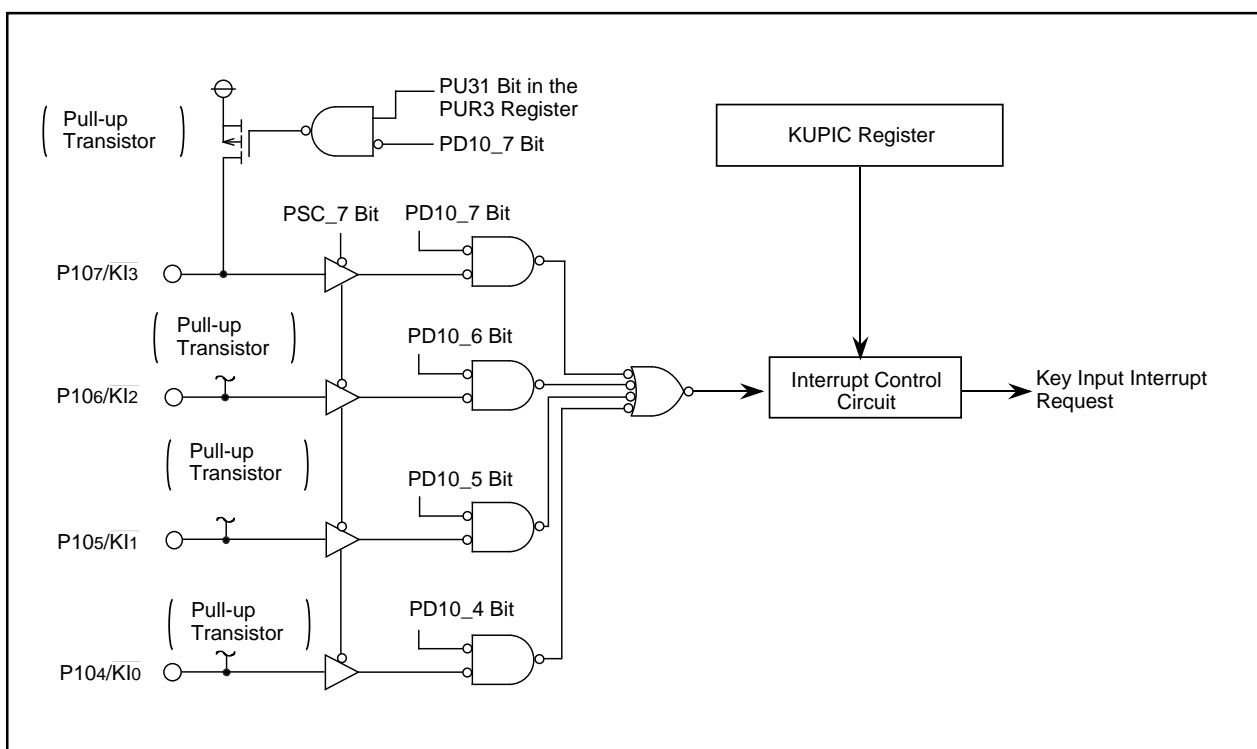 PU31 Bit in the
PUR3 Register
( Pull-up
Transistor )
PD10_7 Bit
KUPIC Register
PSC_7 Bit
PD10_7 Bit
P107/KI3
( Pull-up
Transistor )
PD10_6 Bit
P106/KI2
Interrupt Control
Circuit
Key Input Interrupt
Request
( Pull-up
Transistor )
PD10_5 Bit
P105/KI1
( Pull-up
Transistor )
PD10_4 Bit
P104/KI0